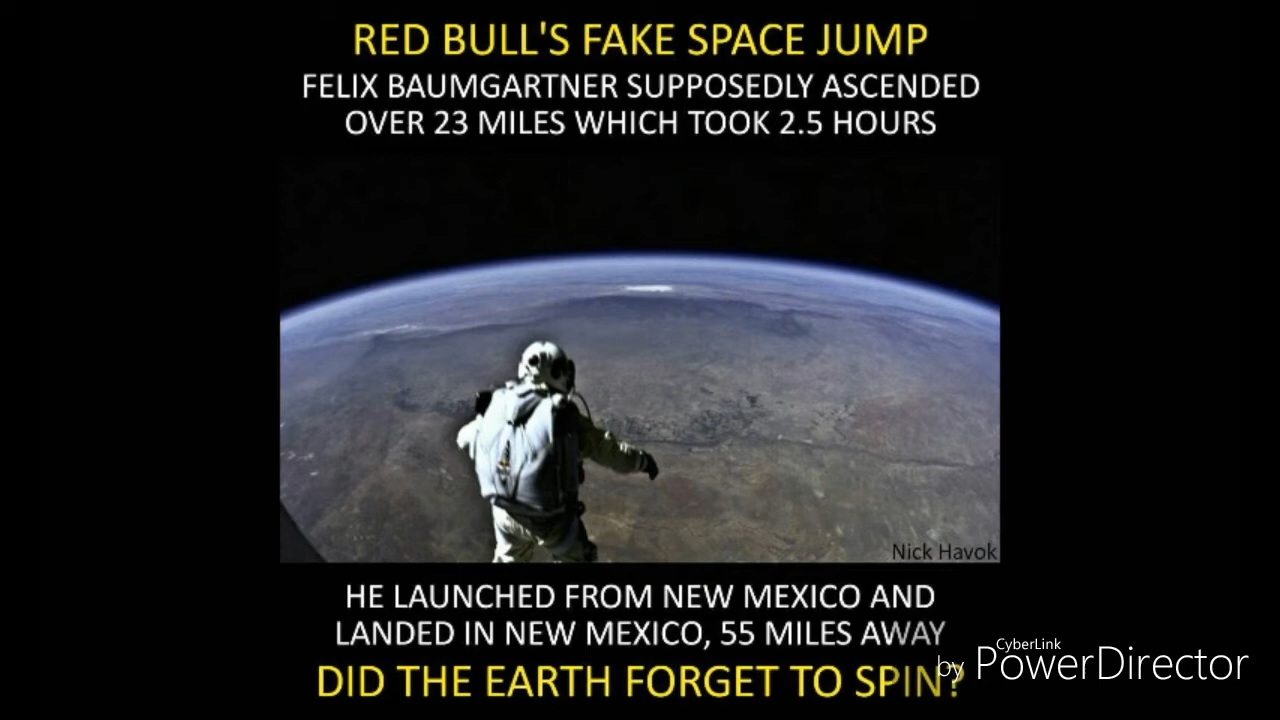 RED BULL'S FAKE SPACE JUMP
FELIX BAUMGARTNER SUPPOSEDLY ASCENDED
OVER 23 MILES WHICH TOOK 2.5 HOURS
Nick Havok
HE LAUNCHED FROM NEW MEXICO AND
LANDED IN NEW MEXICO, 55 MILES AWAY
DID THE EARTH FORGET TO SPIN?
CyberLink
by PowerDirector